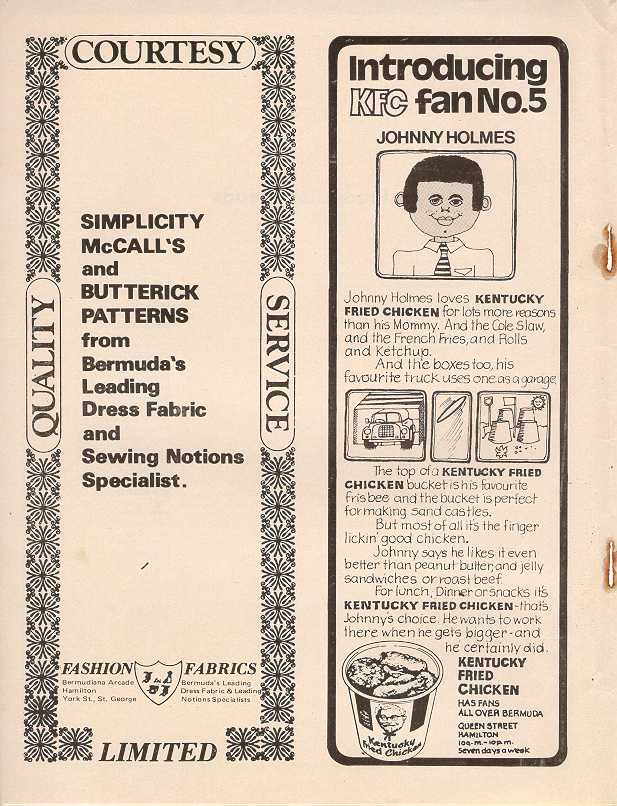 COURTESY
QUALITY
SERVICE
SIMPLICITY
McCALL'S
and
BUTTERICK
PATTERNS
from
Bermuda's
Leading
Dress Fabric
and
Sewing Notions
Specialist.
FASHION FABRICS
Bermudiana Arcade
Hamilton
York St., St. George
Bermuda's Leading
Dress Fabric & Leading
Notions Specialists
LIMITED
Introducing
KFC fan No.5
JOHNNY HOLMES
Johnny Holmes loves KENTUCKY
FRIED CHICKEN for lots more reasons
than his Mommy. And the Cole Slaw,
and the French Fries, and Rolls
and Ketchup.
And the boxes too, his
favourite truck uses one as a garage,
The top of a KENTUCKY FRIED
CHICKEN bucket is his favourite
frisbee and the bucket is perfect
for making sand castles.
But most of all its the finger
lickin' good chicken.
Johnny says he likes it even
better than peanut butter, and jelly
sandwiches or roast beef.
For lunch, Dinner or snacks it's
KENTUCKY FRIED CHICKEN - that's
Johnny's choice. He wants to work
there when he gets bigger - and
he certainly did.
KENTUCKY
FRIED
CHICKEN
HAS FANS
ALL OVER BERMUDA
QUEEN STREET
HAMILTON
10a.m.-10p.m.
Seven days a week
Kentucky
Fried Chicken